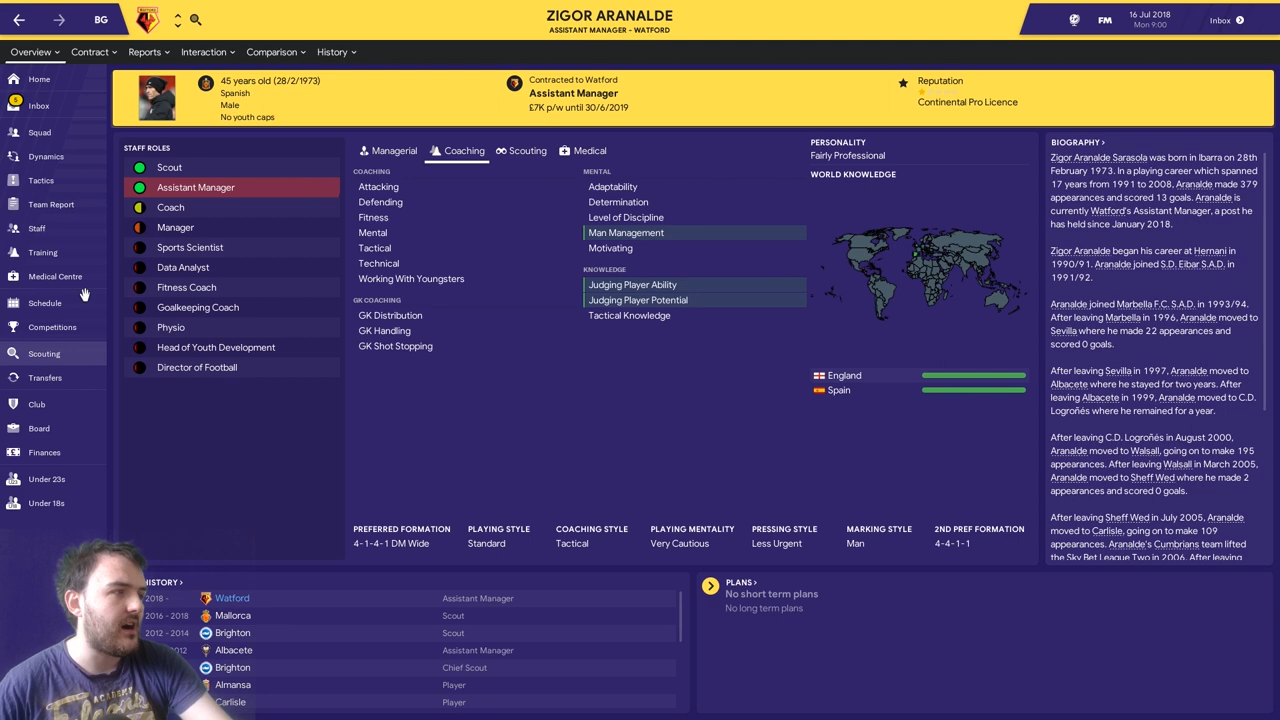 BG
ZIGOR ARANALDE
ASSISTANT MANAGER - WATFORD
FM
16 Jul 2018
Mon 9:00
Inbox
Overview
Contract
Reports
Interaction
Comparison
History
Home
5
Inbox
Squad
Dynamics
Tactics
Team Report
Staff
Training
Medical Centre
Schedule
Competitions
Scouting
Transfers
Club
Board
Finances
Under 23s
Under 18s
45 years old (28/2/1973)
Spanish
Male
No youth caps
Contracted to Watford
Assistant Manager
£7K p/w until 30/6/2019
Reputation
Continental Pro Licence
STAFF ROLES
Scout
Assistant Manager
Coach
Manager
Sports Scientist
Data Analyst
Fitness Coach
Goalkeeping Coach
Physio
Head of Youth Development
Director of Football
Managerial
Coaching
Scouting
Medical
COACHING
Attacking
Defending
Fitness
Mental
Tactical
Technical
Working With Youngsters
GK COACHING
GK Distribution
GK Handling
GK Shot Stopping
MENTAL
Adaptability
Determination
Level of Discipline
Man Management
Motivating
KNOWLEDGE
Judging Player Ability
Judging Player Potential
Tactical Knowledge
PERSONALITY
Fairly Professional
WORLD KNOWLEDGE
England
Spain
PREFERRED FORMATION
4-1-4-1 DM Wide
PLAYING STYLE
Standard
COACHING STYLE
Tactical
PLAYING MENTALITY
Very Cautious
PRESSING STYLE
Less Urgent
MARKING STYLE
Man
2ND PREF FORMATION
4-4-1-1
BIOGRAPHY >
Zigor Aranalde Sarasola was born in Ibarra on 28th
February 1973. In a playing career which spanned
17 years from 1991 to 2008, Aranalde made 379
appearances and scored 13 goals. Aranalde is
currently Watford's Assistant Manager, a post he
has held since January 2018.
Zigor Aranalde began his career at Hernani in
1990/91. Aranalde joined S.D. Eibar S.A.D. in
1991/92.
Aranalde joined Marbella F.C. S.A.D. in 1993/94.
After leaving Marbella in 1996, Aranalde moved to
Sevilla where he made 22 appearances and
scored 0 goals.
After leaving Sevilla in 1997, Aranalde moved to
Albacete where he stayed for two years. After
leaving Albacete in 1999, Aranalde moved to C.D.
Logroñés where he remained for a year.
After leaving C.D. Logroñés in August 2000,
Aranalde moved to Walsall, going on to make 195
appearances. After leaving Walsall in March 2005,
Aranalde moved to Sheff Wed where he made 2
appearances and scored 0 goals.
After leaving Sheff Wed in July 2005, Aranalde
moved to Carlisle, going on to make 109
appearances. Aranalde's Cumbrians team lifted
the Sky Bet League Two in 2006. After leaving
HISTORY >
2018 - Watford Assistant Manager
2016 - 2018 Mallorca Scout
2012 - 2014 Brighton Scout
2012 Albacete Assistant Manager
Brighton Chief Scout
Almansa Player
Carlisle Player
PLANS >
No short term plans
No long term plans
ACADEMY